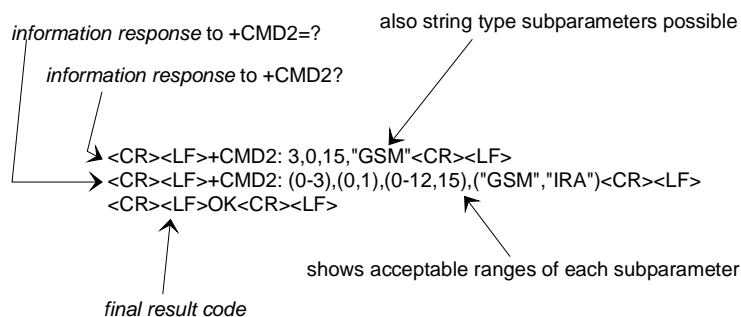 also string type subparameters possible
information response to +CMD2=?
information response to +CMD2?
<CR><LF>+CMD2: 3,0,15,"GSM"<CR><LF>
<CR><LF>+CMD2: (0-3),(0,1),(0-12,15),("GSM","IRA")<CR><LF>
<CR><LF>OK<CR><LF>
shows acceptable ranges of each subparameter
final result code